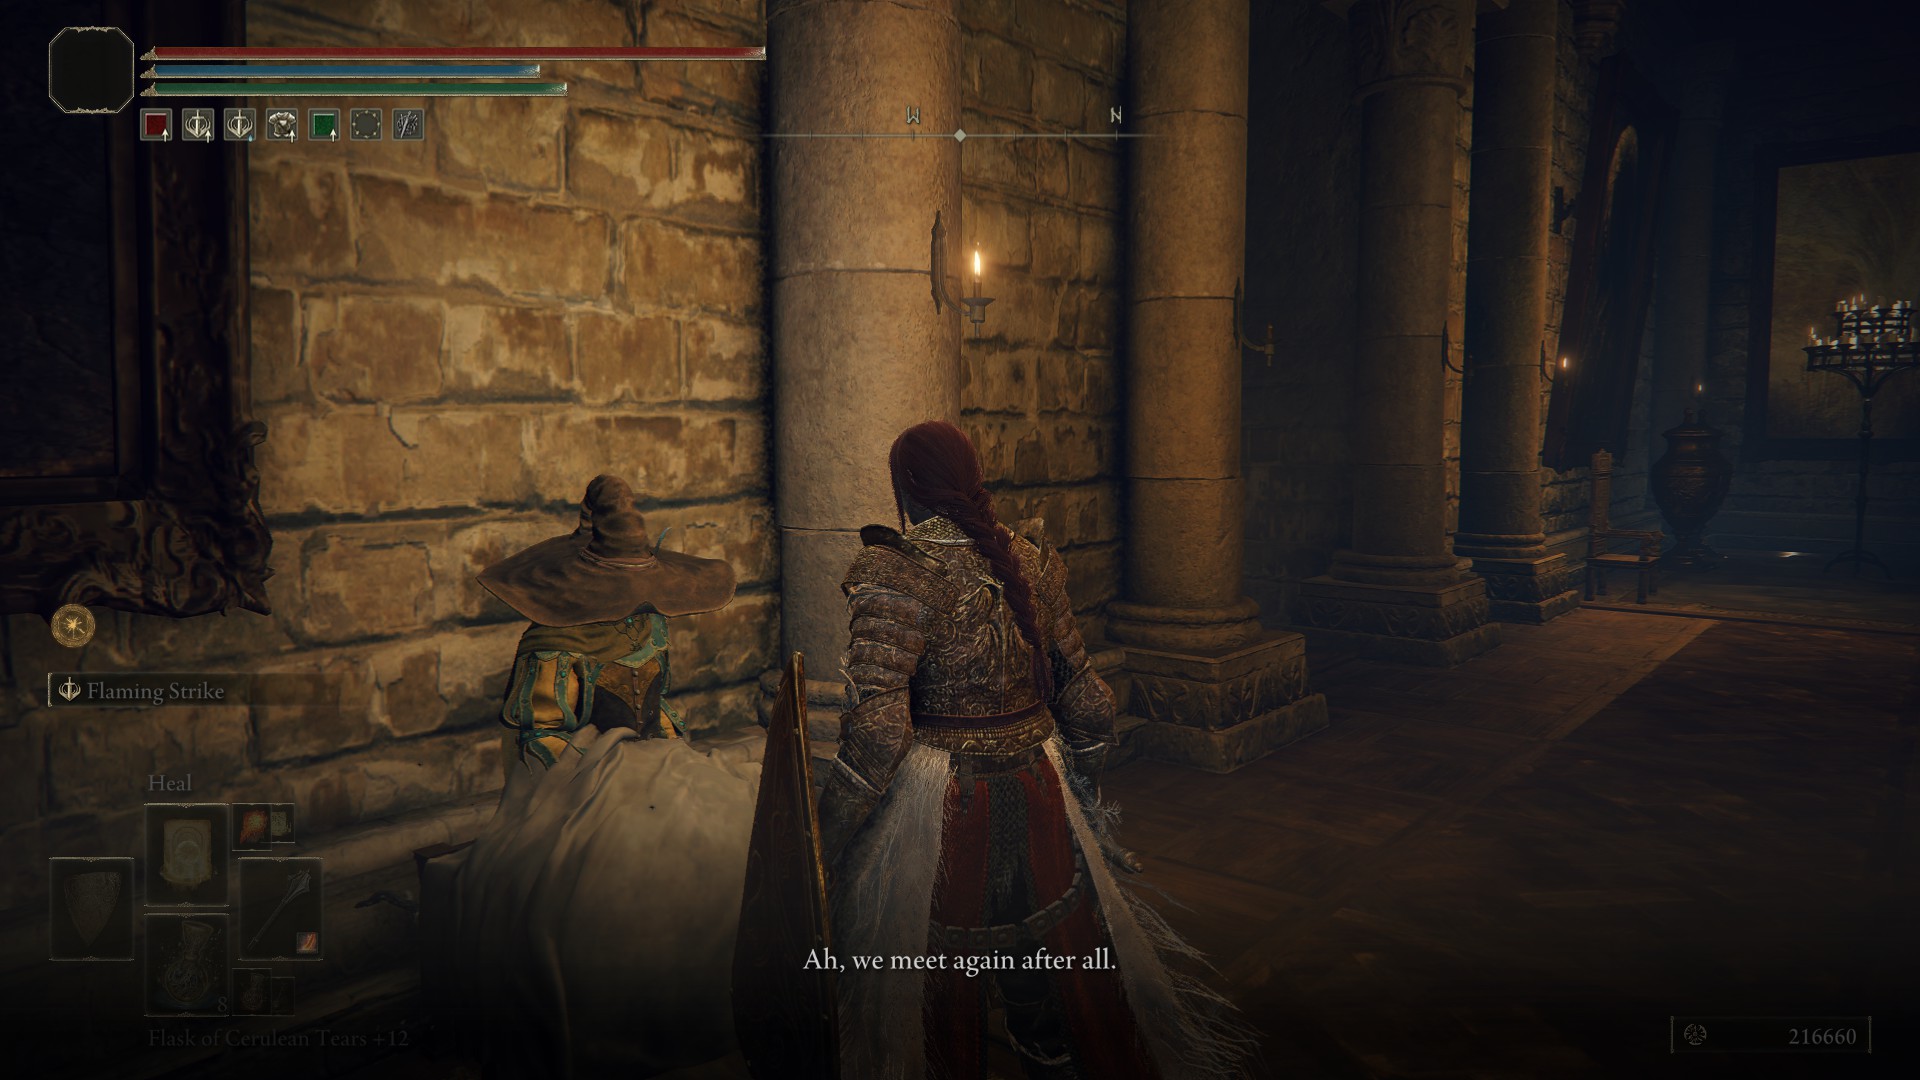 W
N
Flaming Strike
Heal
8
Flask of Cerulean Tears +12
Ah, we meet again after all.
216660